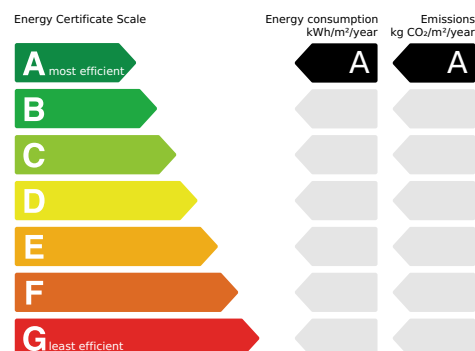 Energy Certificate Scale
Energy consumption
kWh/m²/year
Emissions
kg CO₂/m²/year
A most efficient
A
A
B
C
D
E
F
G least efficient